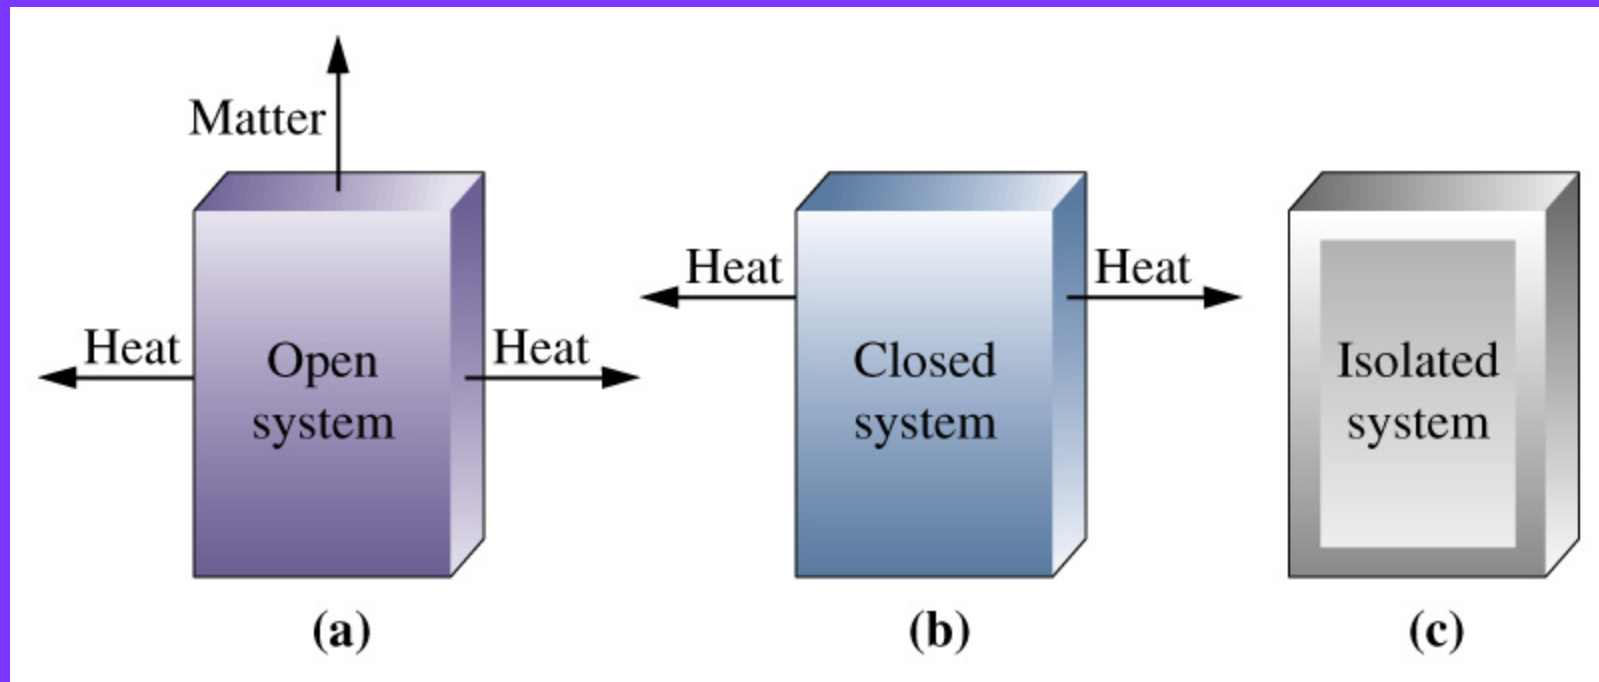 Matter
Heat
Open
system
Heat
(a)
Heat
Closed
system
Heat
(b)
Isolated
system
(c)